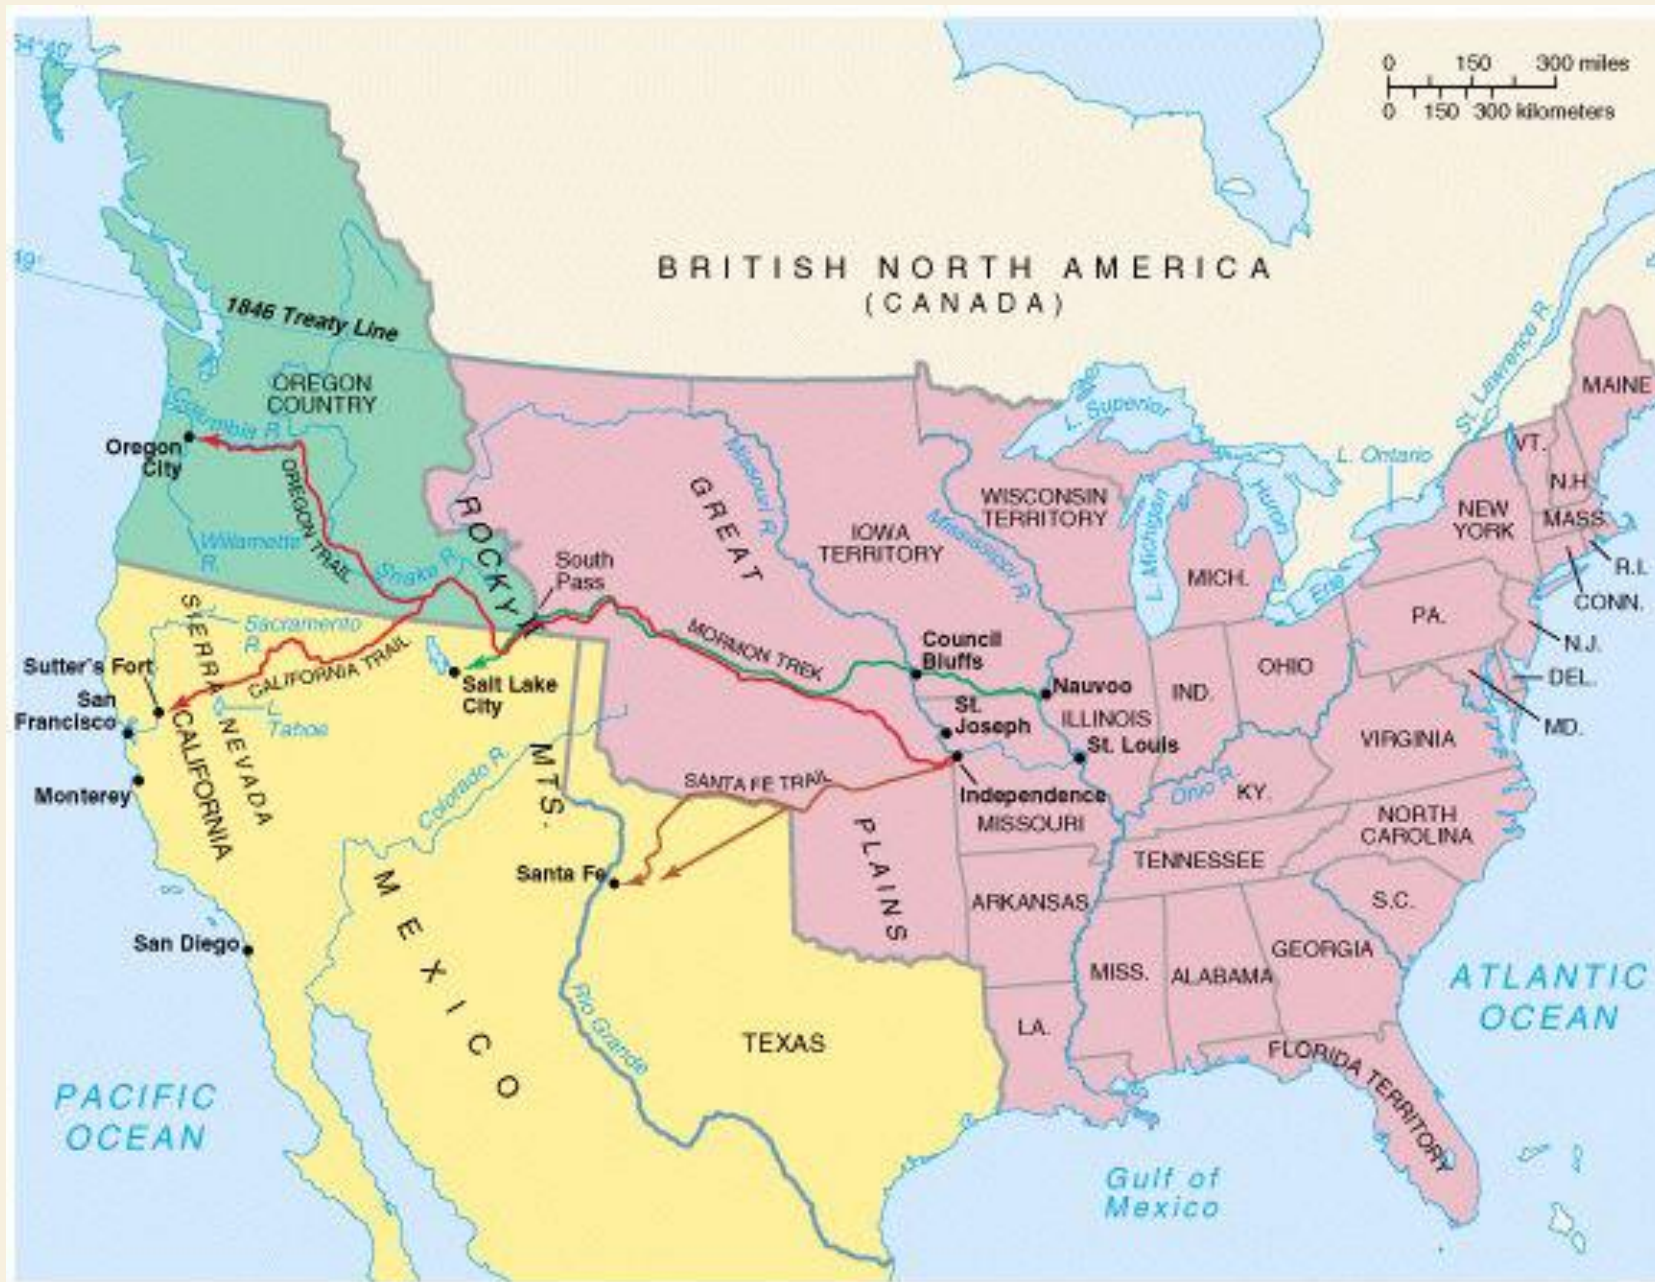 54°40'
0 150 300 miles
0 150 300 kilometers
BRITISH NORTH AMERICA
(CANADA)
49°
1846 Treaty Line
OREGON
COUNTRY
Columbia R.
Oregon
City
OREGON TRAIL
Willamette
R.
Snake R.
ROCKY
MTS.
South
Pass
GREAT
PLAINS
Missouri R.
IOWA
TERRITORY
WISCONSIN
TERRITORY
Mississippi R.
L. Superior
L. Michigan
Huron
L. Erie
L. Ontario
St. Lawrence R.
MAINE
VT.
N.H.
MASS.
R.I.
CONN.
NEW
YORK
N.J.
PA.
DEL.
MD.
MICH.
OHIO
IND.
ILLINOIS
VIRGINIA
Ohio R.
KY.
NORTH
CAROLINA
TENNESSEE
S.C.
GEORGIA
ALABAMA
MISS.
FLORIDA TERRITORY
ARKANSAS
LA.
MISSOURI
Council
Bluffs
Nauvoo
St.
Joseph
St. Louis
Independence
MORMON TREK
SANTA FE TRAIL
CALIFORNIA TRAIL
Salt Lake
City
SIERRA NEVADA
Sacramento
R.
Sutter's Fort
San
Francisco
L.
Tahoe
CALIFORNIA
Monterey
Colorado R.
Santa Fe
San Diego
MEXICO
Rio Grande
TEXAS
PACIFIC
OCEAN
Gulf of
Mexico
ATLANTIC
OCEAN